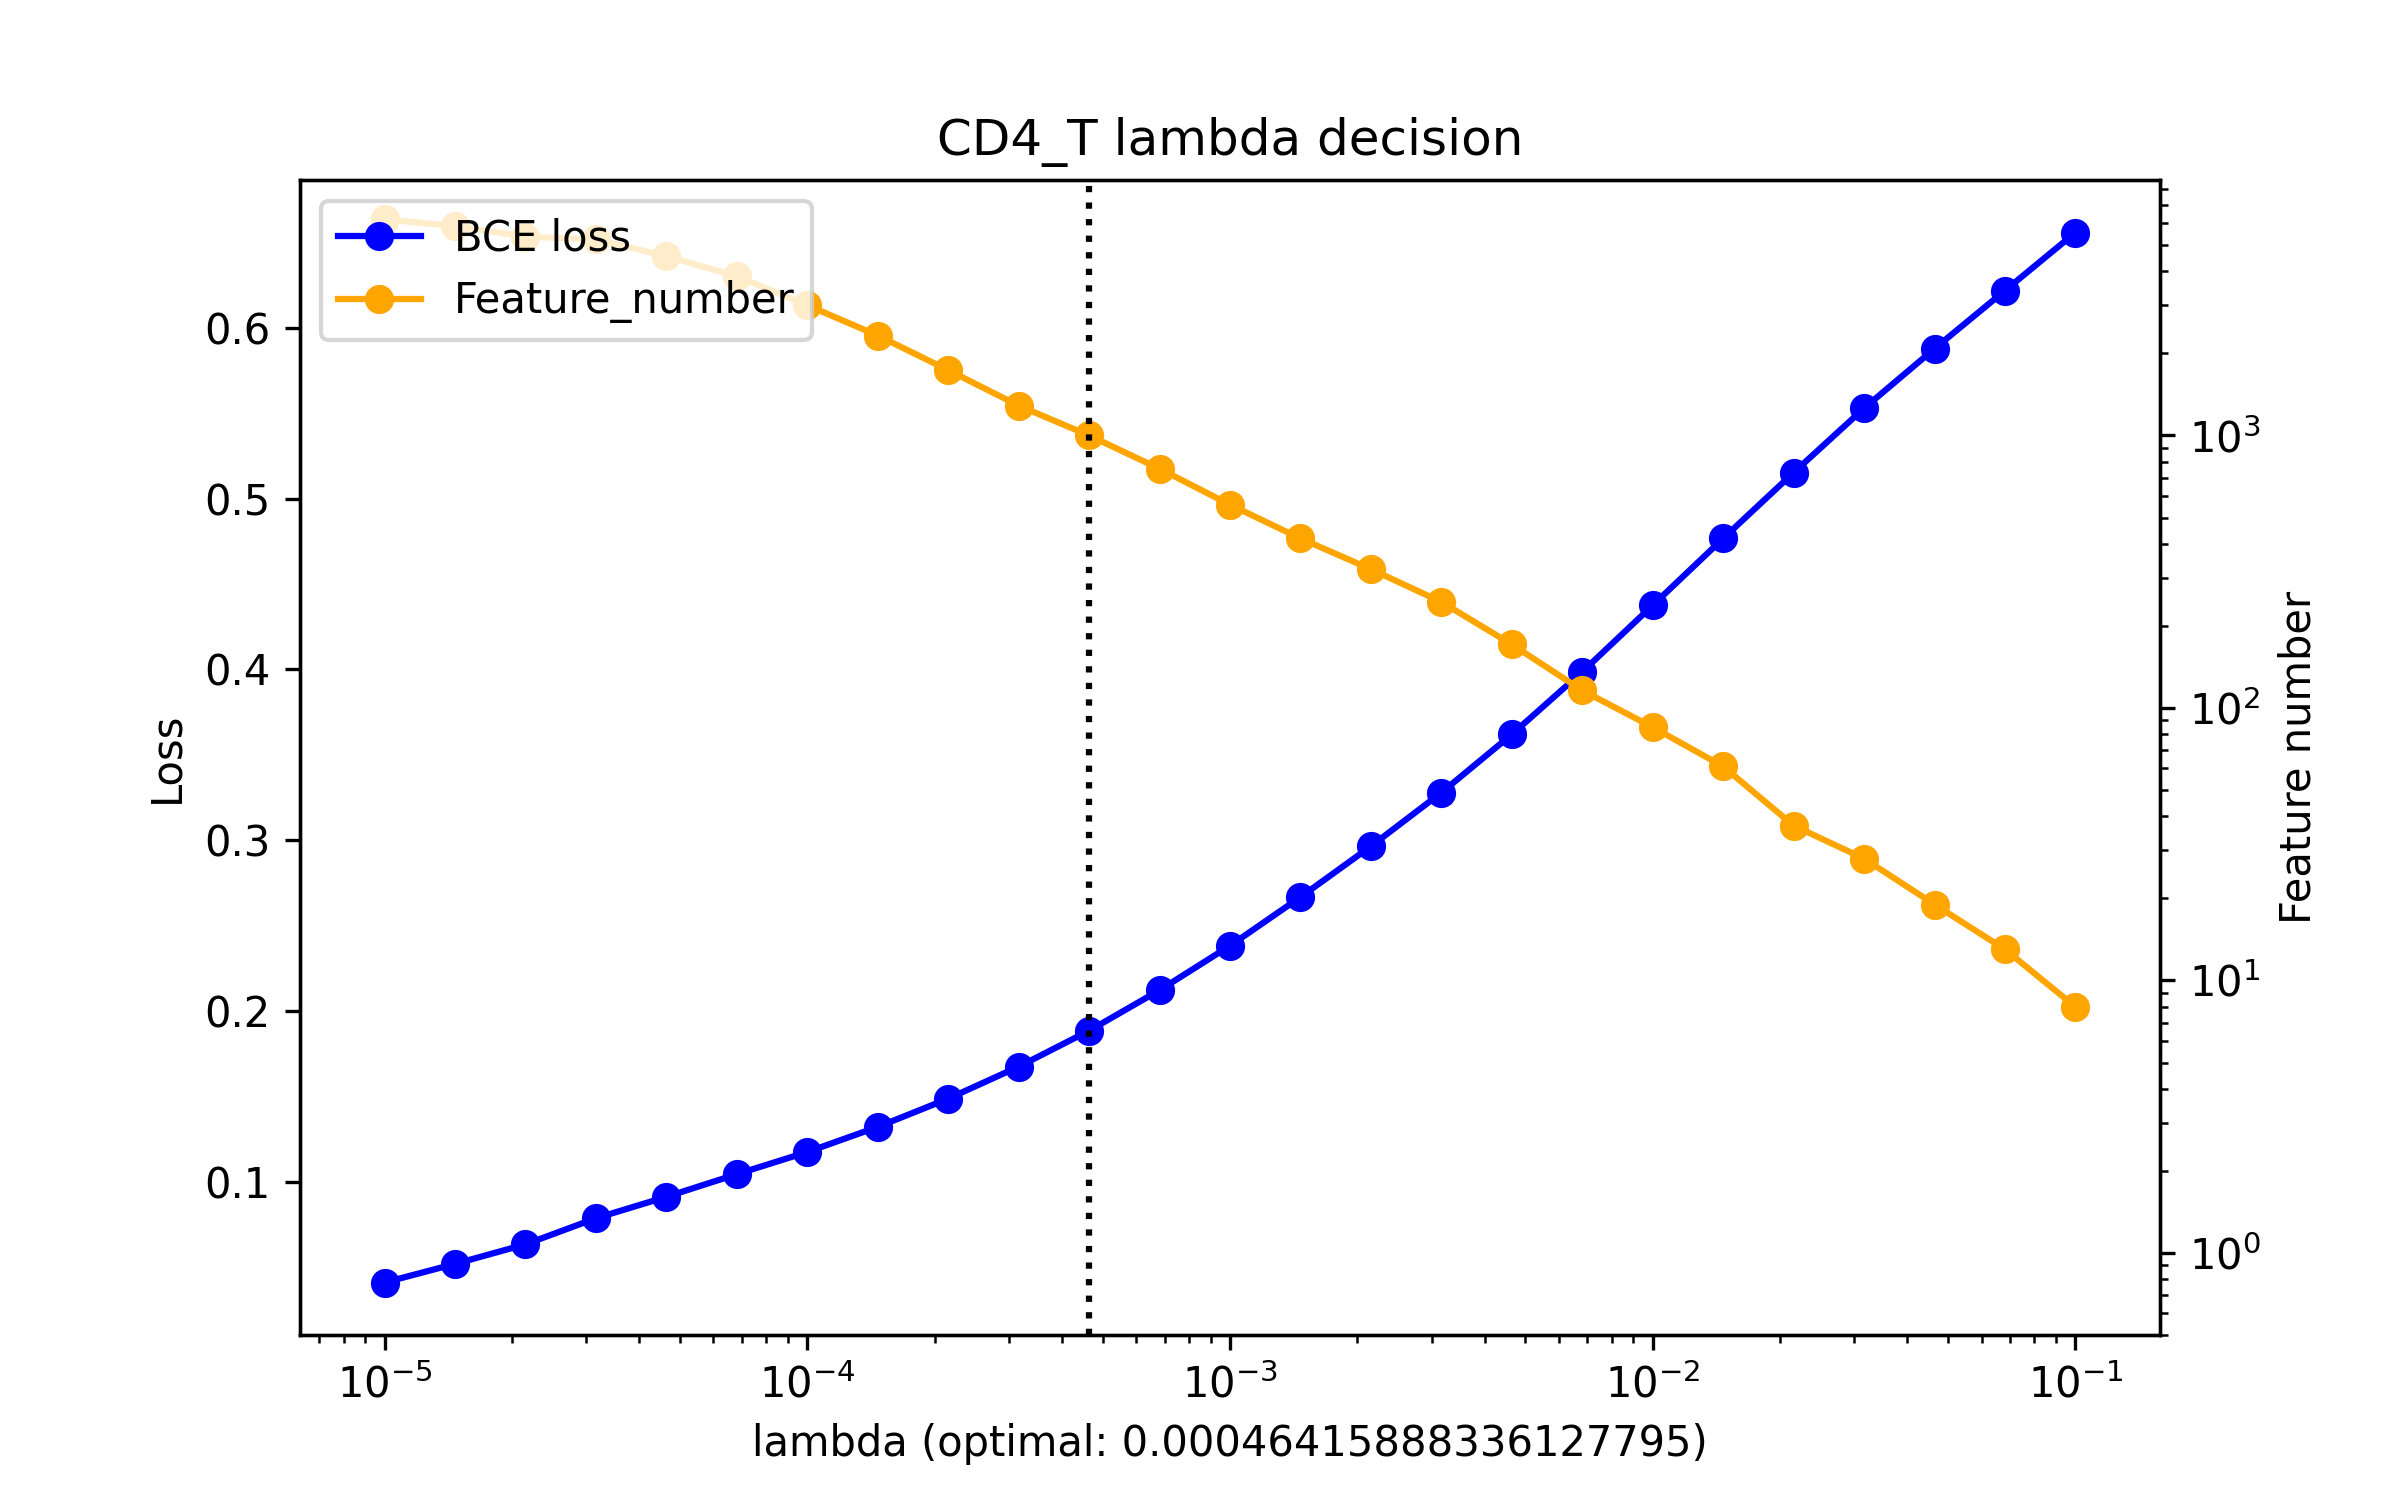 CD4_T lambda decision
BCE loss
Feature_number
0.6
0.5
0.4
0.3
0.2
0.1
Loss
10³
10²
10¹
10⁰
Feature number
10⁻⁵
10⁻⁴
10⁻³
10⁻²
10⁻¹
lambda (optimal: 0.00046415888336127795)